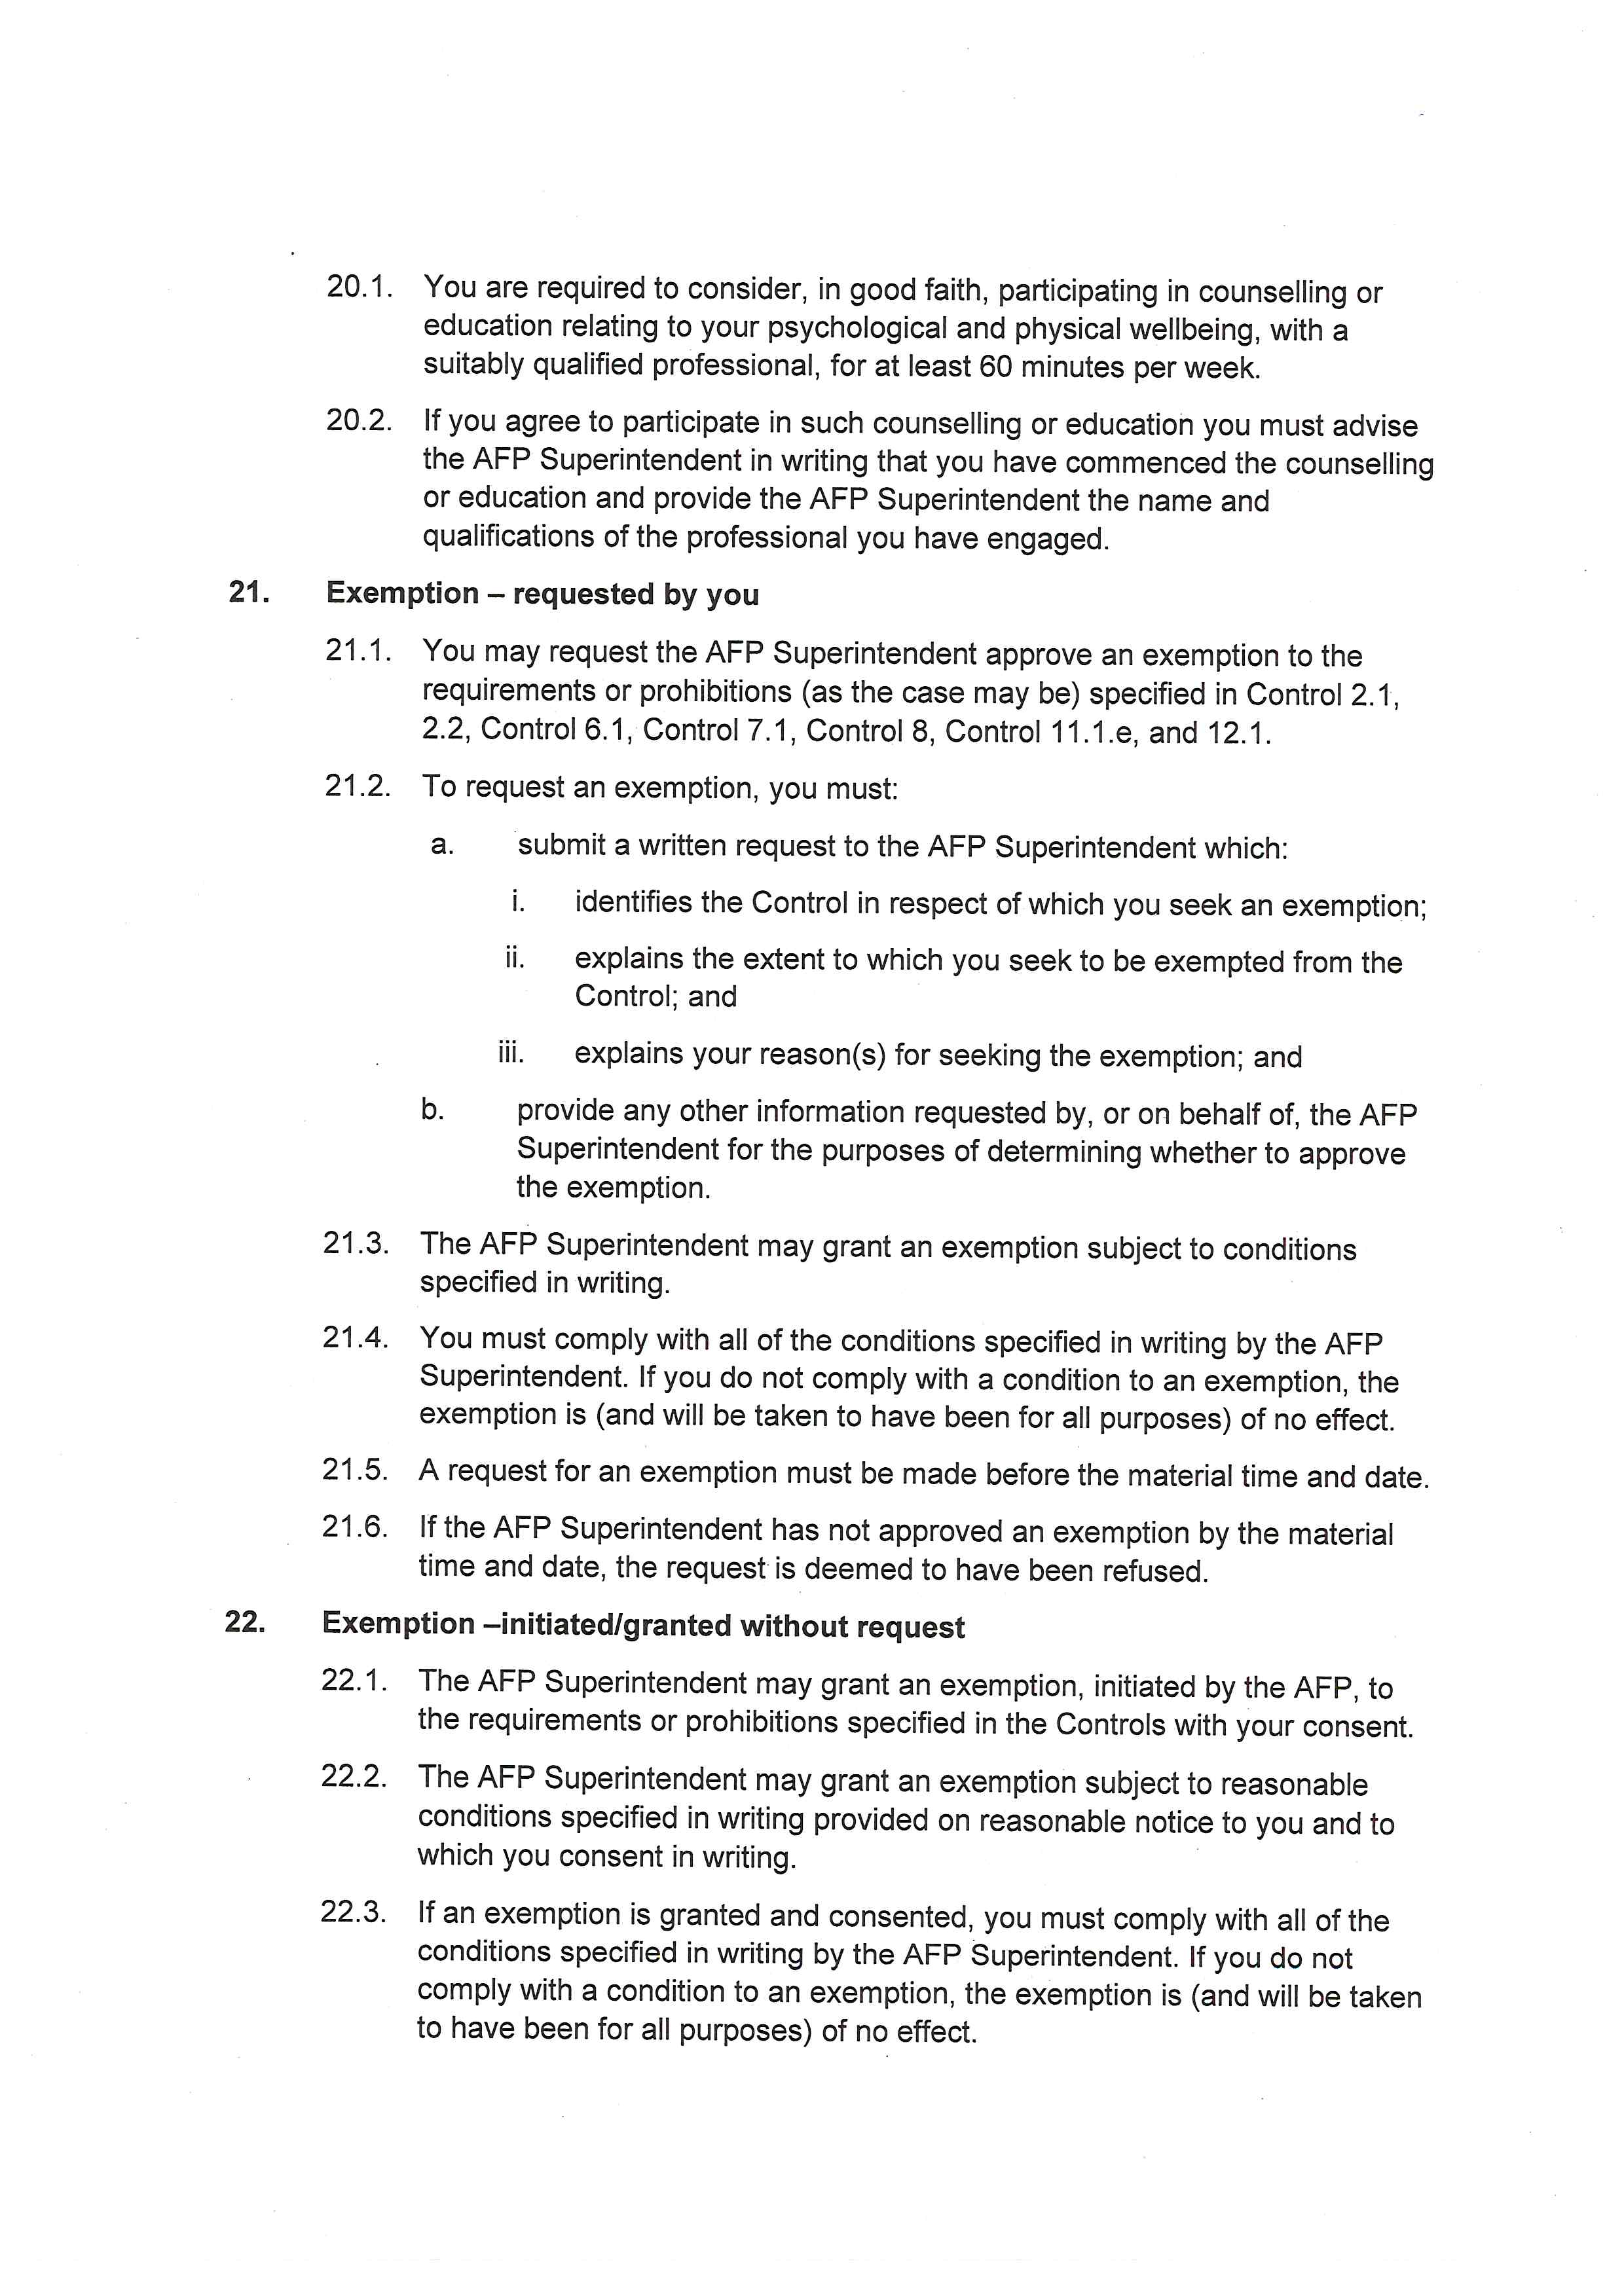 20.1. You are required to consider, in good faith, participating in counselling or
education relating to your psychological and physical wellbeing, with a
suitably qualified professional, for at least 60 minutes per week.
20.2. If you agree to participate in such counselling or education you must advise
the AFP Superintendent in writing that you have commenced the counselling
or education and provide the AFP Superintendent the name and
qualifications of the professional you have engaged.
21. Exemption – requested by you
21.1. You may request the AFP Superintendent approve an exemption to the
requirements or prohibitions (as the case may be) specified in Control 2.1,
2.2, Control 6.1, Control 7.1, Control 8, Control 11.1.e, and 12.1.
21.2. To request an exemption, you must:
a. submit a written request to the AFP Superintendent which:
i. identifies the Control in respect of which you seek an exemption;
ii. explains the extent to which you seek to be exempted from the
Control; and
iii. explains your reason(s) for seeking the exemption; and
b. provide any other information requested by, or on behalf of, the AFP
Superintendent for the purposes of determining whether to approve
the exemption.
21.3. The AFP Superintendent may grant an exemption subject to conditions
specified in writing.
21.4. You must comply with all of the conditions specified in writing by the AFP
Superintendent. If you do not comply with a condition to an exemption, the
exemption is (and will be taken to have been for all purposes) of no effect.
21.5. A request for an exemption must be made before the material time and date.
21.6. If the AFP Superintendent has not approved an exemption by the material
time and date, the request is deemed to have been refused.
22. Exemption –initiated/granted without request
22.1. The AFP Superintendent may grant an exemption, initiated by the AFP, to
the requirements or prohibitions specified in the Controls with your consent.
22.2. The AFP Superintendent may grant an exemption subject to reasonable
conditions specified in writing provided on reasonable notice to you and to
which you consent in writing.
22.3. If an exemption is granted and consented, you must comply with all of the
conditions specified in writing by the AFP Superintendent. If you do not
comply with a condition to an exemption, the exemption is (and will be taken
to have been for all purposes) of no effect.